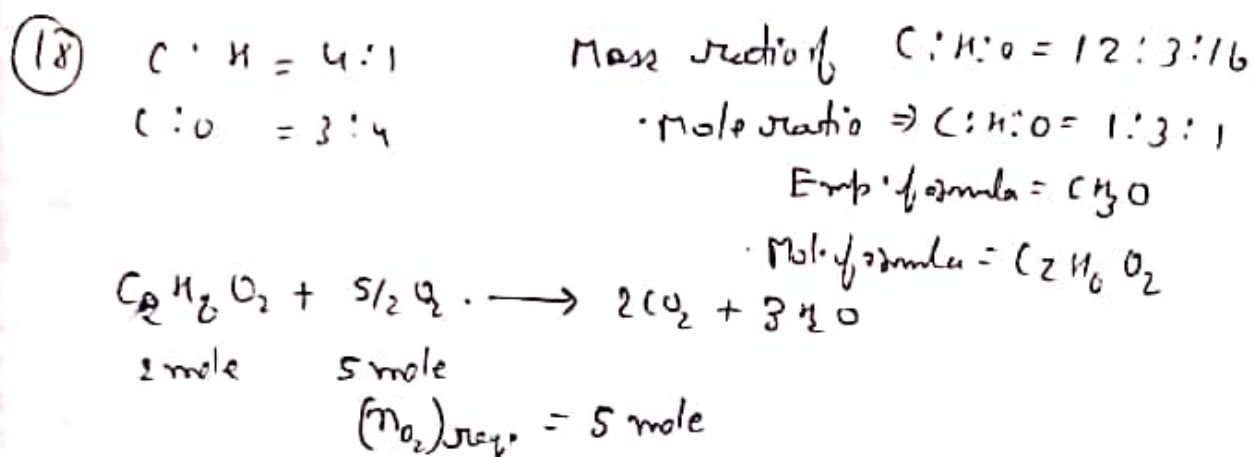 (18) C : H = 4:1 Mass ratio of C:H:O = 12:3:16
C:O = 3:4 . Mole ratio ⇒ C:H:O = 1:3:1
Emp. formula = CH3O
. Mol. formula = C2H6O2
C2H6O2 + 5/2 O2 . ⟶ 2CO2 + 3H2O
2 mole 5 mole
(nO2)req. = 5 mole